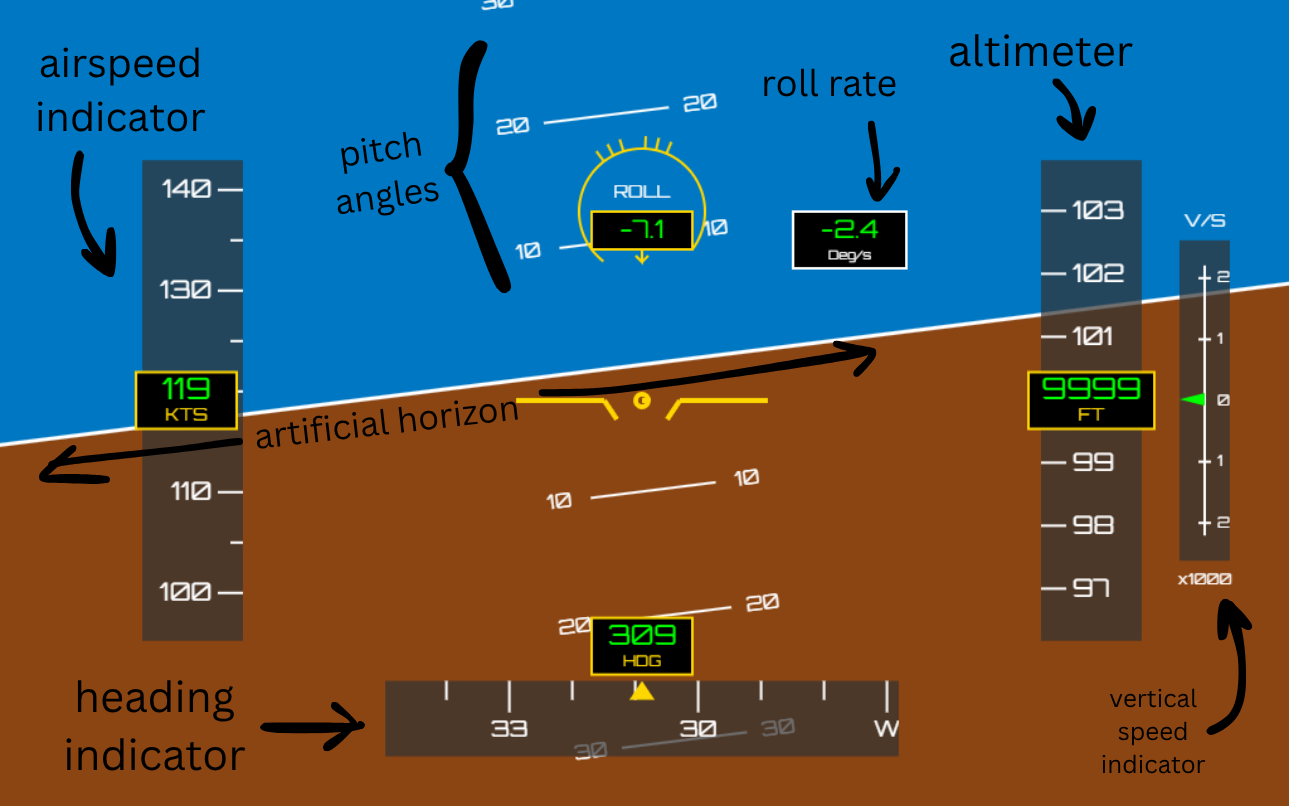 30
airspeed
indicator
altimeter
roll rate
pitch
angles
20 20
ROLL
-7.1
10 10
-2.4
Deg/s
140
130
119
KTS
110
100
103
102
101
9999
FT
99
98
97
V/S
2
1
0
1
2
x1000
artificial horizon
10 10
20 20
309
HDG
33 30 W
30 30
heading
indicator
vertical
speed
indicator